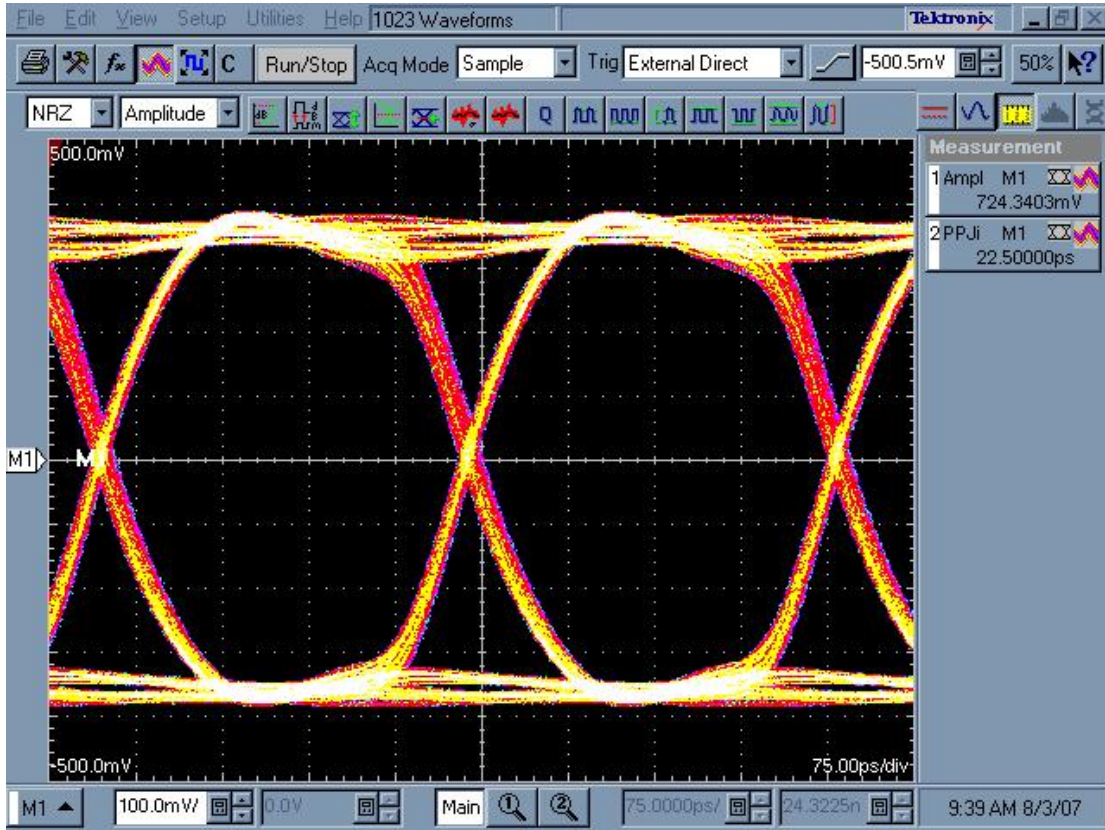 File Edit View Setup Utilities Help 1023 Waveforms Tektronix
C Run/Stop Acq Mode Sample Trig External Direct -500.5mV 50%
NRZ Amplitude Q
500.0mV
Measurement
1 Ampl M1
724.3403mV
2 PPJi M1
22.50000ps
M1
-500.0mV 75.00ps/div
M1 100.0mV/ 0.0V Main 1 2 75.0000ps/ 24.3225n 9:39 AM 8/3/07